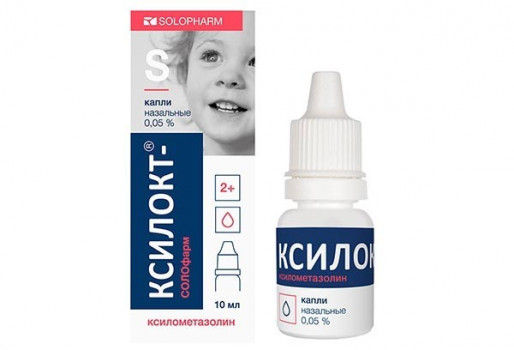 SOLOPHARM
S
капли
назальные
0,05 %
КСИЛОКТ-®
солофарм
2+
10 мл
ксилометазолин
КСИЛОК
ксилометазолин
капли
назальные
0,05 %